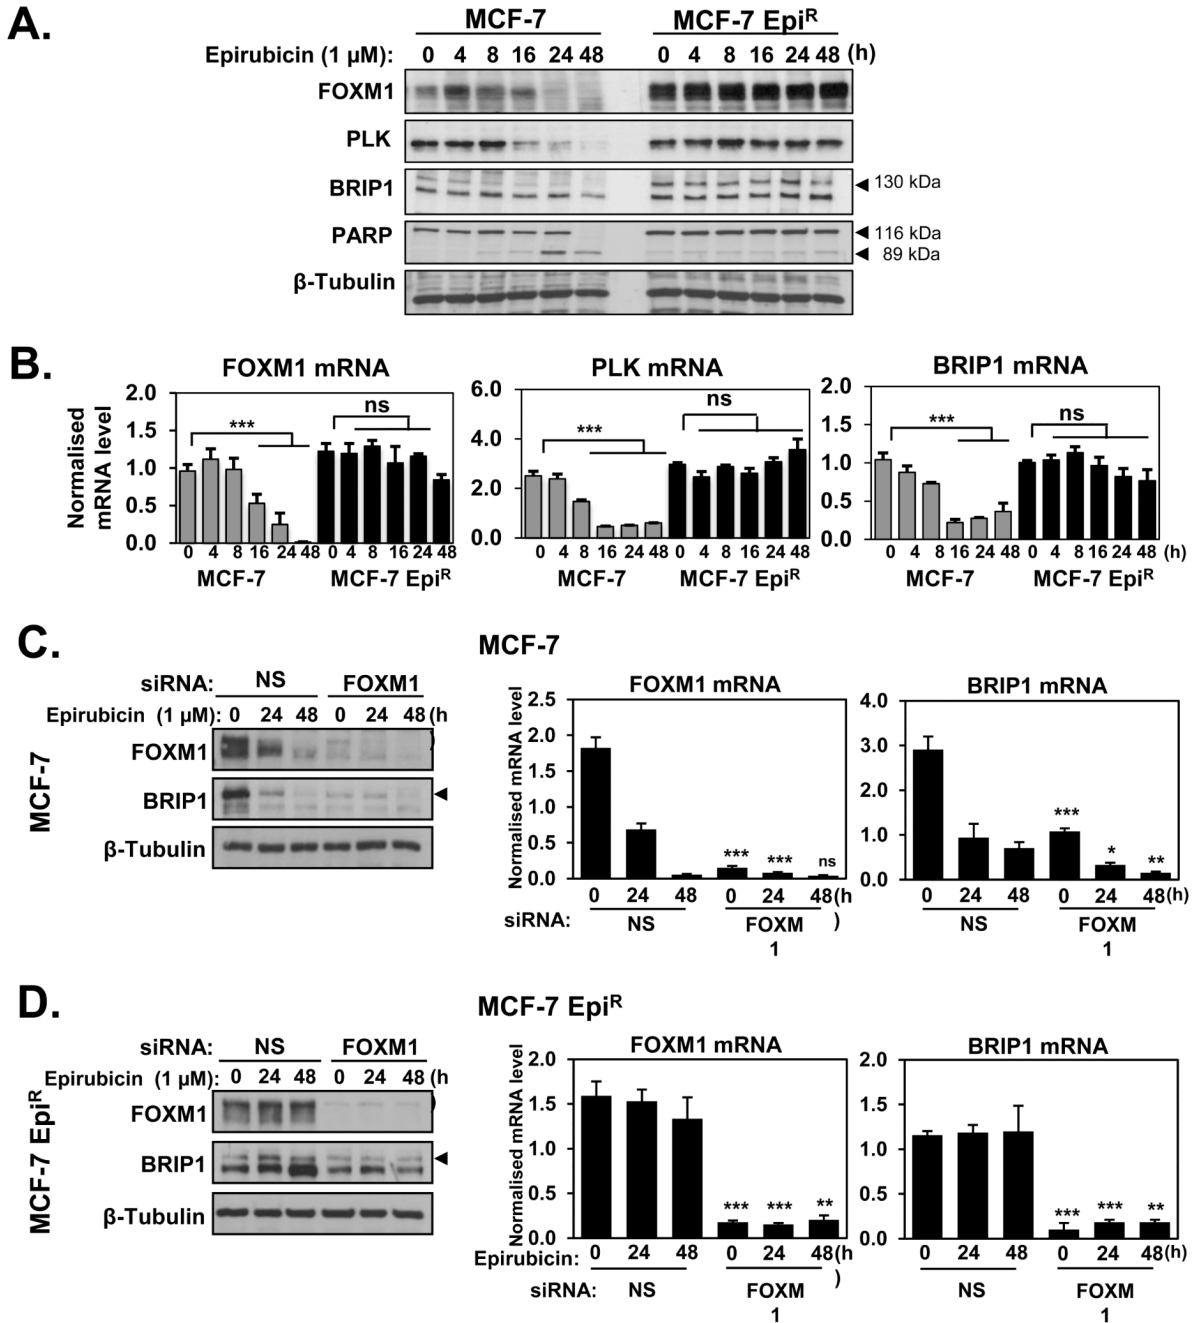 A.
MCF-7
MCF-7 EpiR
Epirubicin (1 µM): 0 4 8 16 24 48 0 4 8 16 24 48 (h)
FOXM1
PLK
BRIP1
130 kDa
PARP
116 kDa
89 kDa
β-Tubulin
B.
FOXM1 mRNA
PLK mRNA
BRIP1 mRNA
Normalised
mRNA level
2.0
1.5
1.0
0.5
0.0
***
ns
0 4 8 16 24 48 0 4 8 16 24 48
MCF-7
MCF-7 EpiR
6.0
4.0
2.0
0.0
***
ns
0 4 8 16 24 48 0 4 8 16 24 48
MCF-7
MCF-7 EpiR
2.0
1.5
1.0
0.5
0.0
***
ns
0 4 8 16 24 48 0 4 8 16 24 48 (h)
MCF-7
MCF-7 EpiR
C.
MCF-7
MCF-7
siRNA: NS FOXM1
Epirubicin (1 µM): 0 24 48 0 24 48 (h
)
FOXM1
BRIP1
β-Tubulin
FOXM1 mRNA
Normalised mRNA level
2.5
2.0
1.5
1.0
0.5
0.0
*** *** ns
0 24 48 0 24 48 (h
)
siRNA: NS FOXM
1
BRIP1 mRNA
4.0
3.0
2.0
1.0
0.0
*** * **
0 24 48 0 24 48 (h)
NS FOXM
1
D.
MCF-7 EpiR
MCF-7 EpiR
siRNA: NS FOXM1
Epirubicin (1 µM): 0 24 48 0 24 48 (h
)
FOXM1
BRIP1
β-Tubulin
FOXM1 mRNA
Normalised mRNA level
2.0
1.5
1.0
0.5
0.0
*** *** **
Epirubicin: 0 24 48 0 24 48 (h
)
siRNA: NS FOXM
1
BRIP1 mRNA
2.0
1.5
1.0
0.5
0.0
*** *** **
0 24 48 0 24 48 (h)
NS FOXM
1